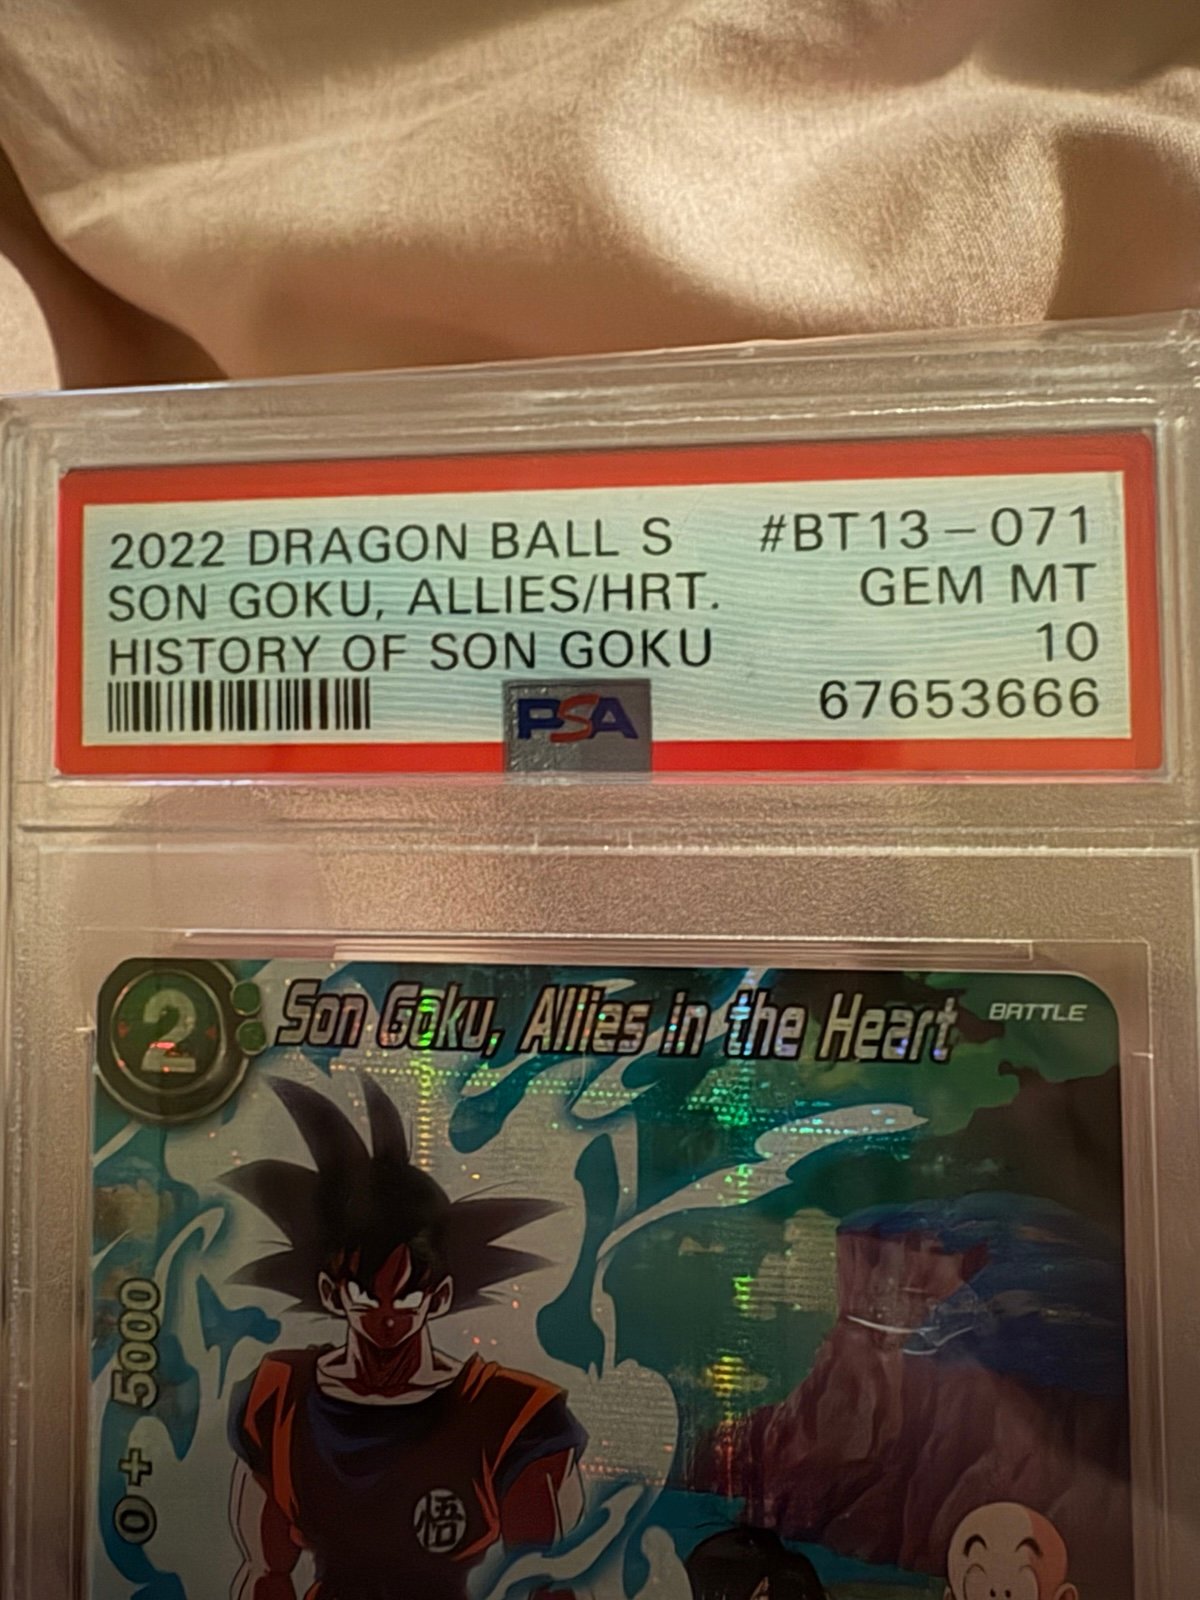 2022 DRAGON BALL S #BT13-071
SON GOKU, ALLIES/HRT. GEM MT
HISTORY OF SON GOKU 10
PSA 67653666
2 Son Goku, Allies in the Heart BATTLE
0+ 5000
悟